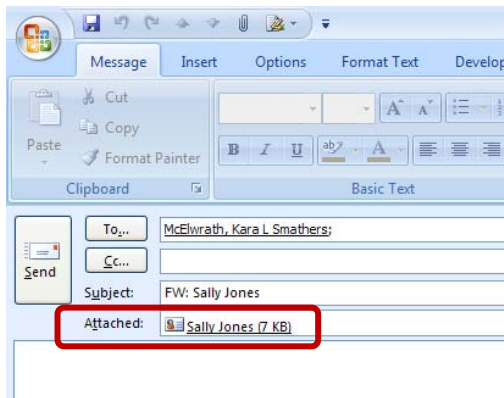 Message Insert Options Format Text Develop
Cut
Copy
Paste
Format Painter
B I U ab A A A
Clipboard Basic Text
To... McElwrath, Kara L Smathers;
Cc...
Send
Subject: FW: Sally Jones
Attached: Sally Jones (7 KB)